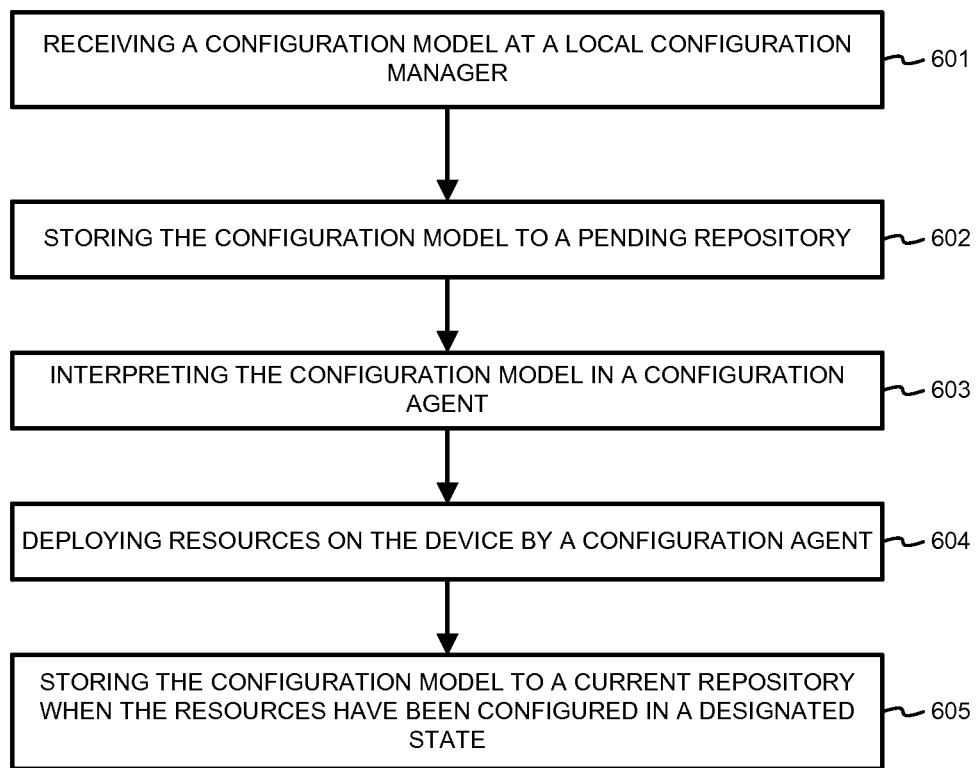 RECEIVING A CONFIGURATION MODEL AT A LOCAL CONFIGURATION
MANAGER
601
STORING THE CONFIGURATION MODEL TO A PENDING REPOSITORY
602
INTERPRETING THE CONFIGURATION MODEL IN A CONFIGURATION
AGENT
603
DEPLOYING RESOURCES ON THE DEVICE BY A CONFIGURATION AGENT
604
STORING THE CONFIGURATION MODEL TO A CURRENT REPOSITORY
WHEN THE RESOURCES HAVE BEEN CONFIGURED IN A DESIGNATED
STATE
605